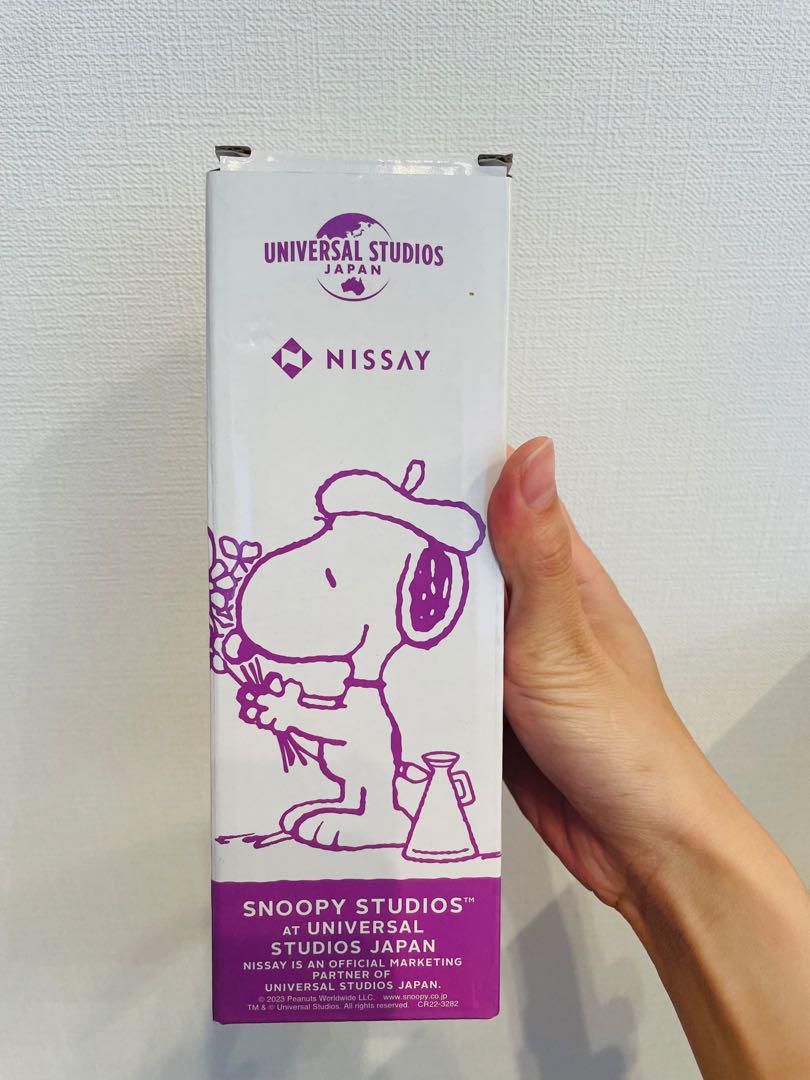 UNIVERSAL STUDIOS
JAPAN
NISSAY
SNOOPY STUDIOS™
AT UNIVERSAL
STUDIOS JAPAN
NISSAY IS AN OFFICIAL MARKETING
PARTNER OF
UNIVERSAL STUDIOS JAPAN.
© 2023 Peanuts Worldwide LLC. www.snoopy.co.jp
TM & © Universal Studios. All rights reserved. CR22-3282